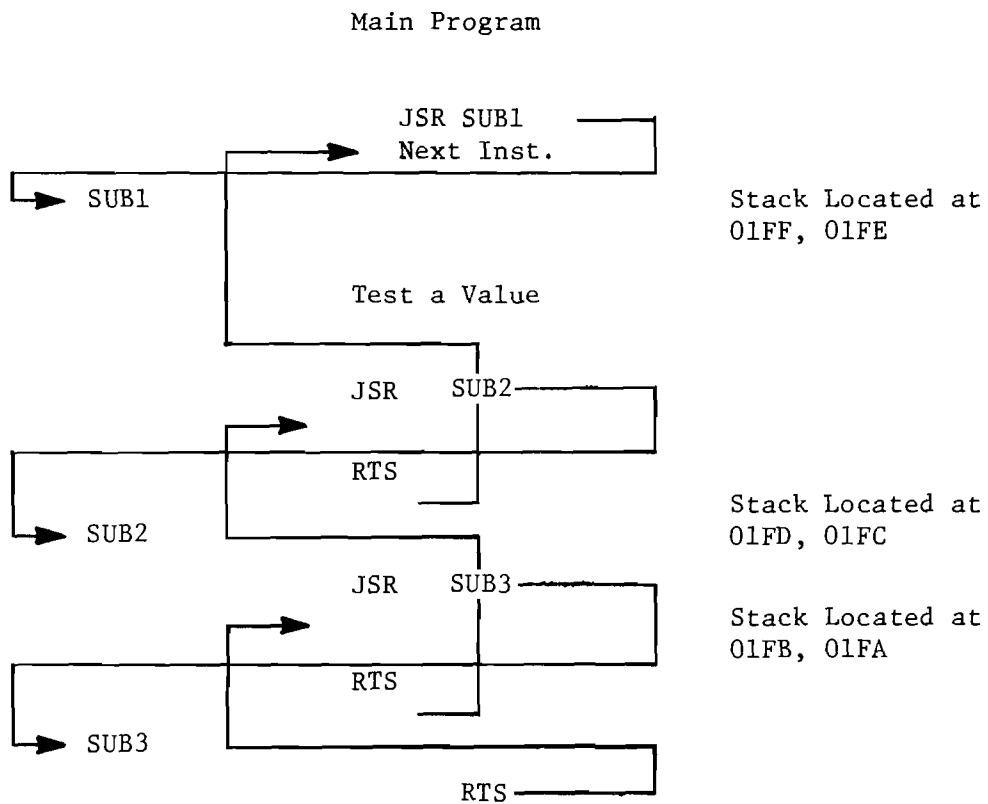 Main Program
JSR SUB1
Next Inst.
SUB1
Stack Located at
01FF, 01FE
Test a Value
JSR SUB2
RTS
SUB2
Stack Located at
01FD, 01FC
JSR SUB3
Stack Located at
01FB, 01FA
RTS
SUB3
RTS